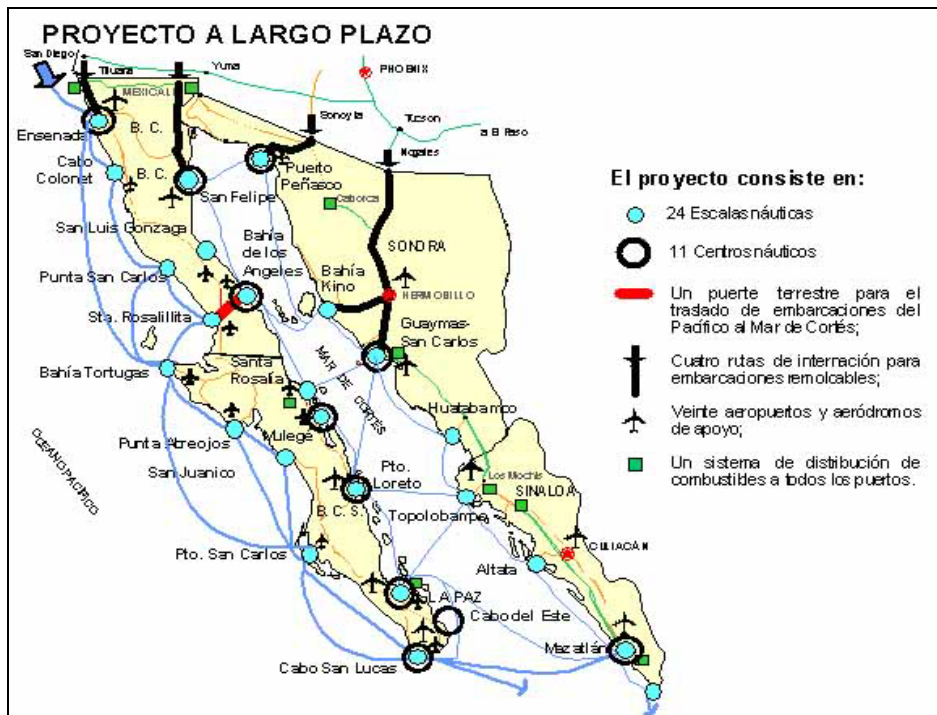 PROYECTO A LARGO PLAZO
San Diego
Tijuana
Yuma
PHOENIX
MEXICALI
Sonoyta
Tucson
a El Paso
Nogales
Ensenada
B. C.
Cabo
Colonet
B. C.
San Felipe
Puerto
Peñasco
Caborca
San Luis Gonzaga
Bahía
de los
Angeles
SONORA
Punta San Carlos
Bahía
Kino
HERMOSILLO
Sta. Rosalillita
Guaymas-
San Carlos
Bahía Tortugas
Santa
Rosalía
MAR DE CORTÉS
Huatabampo
OCEANO PACIFICO
Punta Abreojos
Mulegé
San Juanico
Pto.
Loreto
Los Mochis
SINALOA
B. C. S.
Topolobampo
Pto. San Carlos
CULIACÁN
Altata
LA PAZ
Cabo del Este
Cabo San Lucas
Mazatlán
El proyecto consiste en:
24 Escalas náuticas
11 Centros náuticos
Un puerte terrestre para el
traslado de embarcaciones del
Pacífico al Mar de Cortés;
Cuatro rutas de internación para
embarcaciones remolcables;
Veinte aeropuertos y aeródromos
de apoyo;
Un sistema de distribución de
combustibles a todos los puertos.